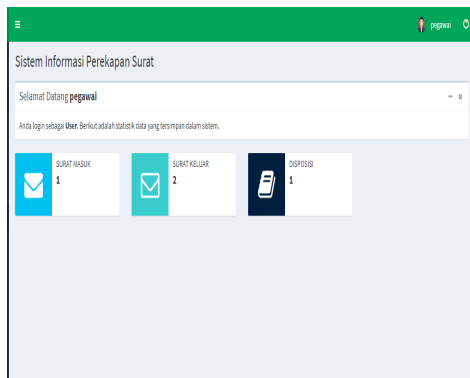 pegawai
Sistem Informasi Perekapan Surat
Selamat Datang pegawai
Anda login sebagai User. Berikut adalah statistik data yang tersimpan dalam sistem.
SURAT MASUK
1
SURAT KELUAR
2
DISPOSISI
1